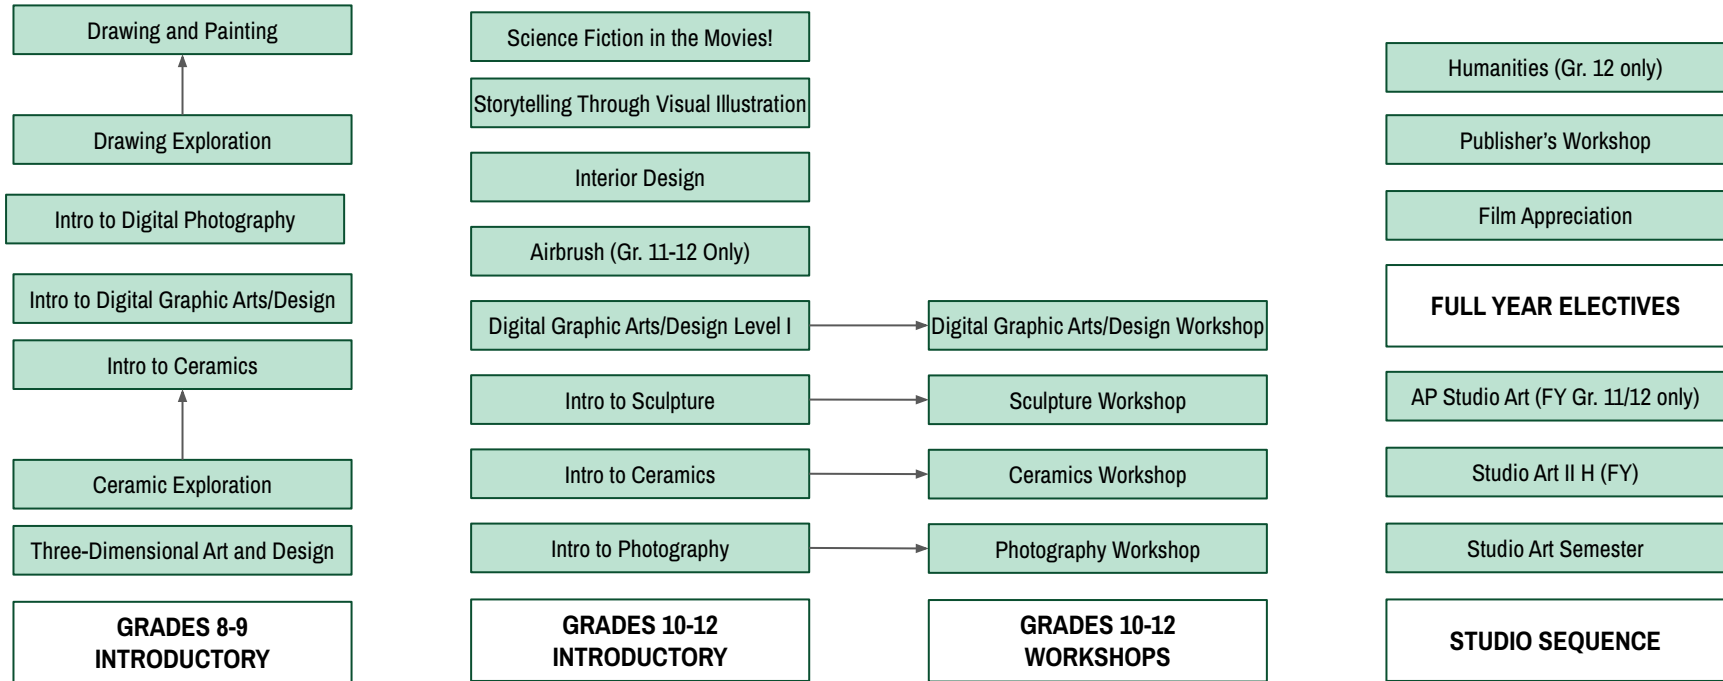 Drawing and Painting
Drawing Exploration
Intro to Digital Photography
Intro to Digital Graphic Arts/Design
Intro to Ceramics
Ceramic Exploration
Three-Dimensional Art and Design
GRADES 8-9
INTRODUCTORY
Science Fiction in the Movies!
Storytelling Through Visual Illustration
Interior Design
Airbrush (Gr. 11-12 Only)
Digital Graphic Arts/Design Level I
Intro to Sculpture
Intro to Ceramics
Intro to Photography
GRADES 10-12
INTRODUCTORY
Digital Graphic Arts/Design Workshop
Sculpture Workshop
Ceramics Workshop
Photography Workshop
GRADES 10-12
WORKSHOPS
Humanities (Gr. 12 only)
Publisher’s Workshop
Film Appreciation
FULL YEAR ELECTIVES
AP Studio Art (FY Gr. 11/12 only)
Studio Art II H (FY)
Studio Art Semester
STUDIO SEQUENCE